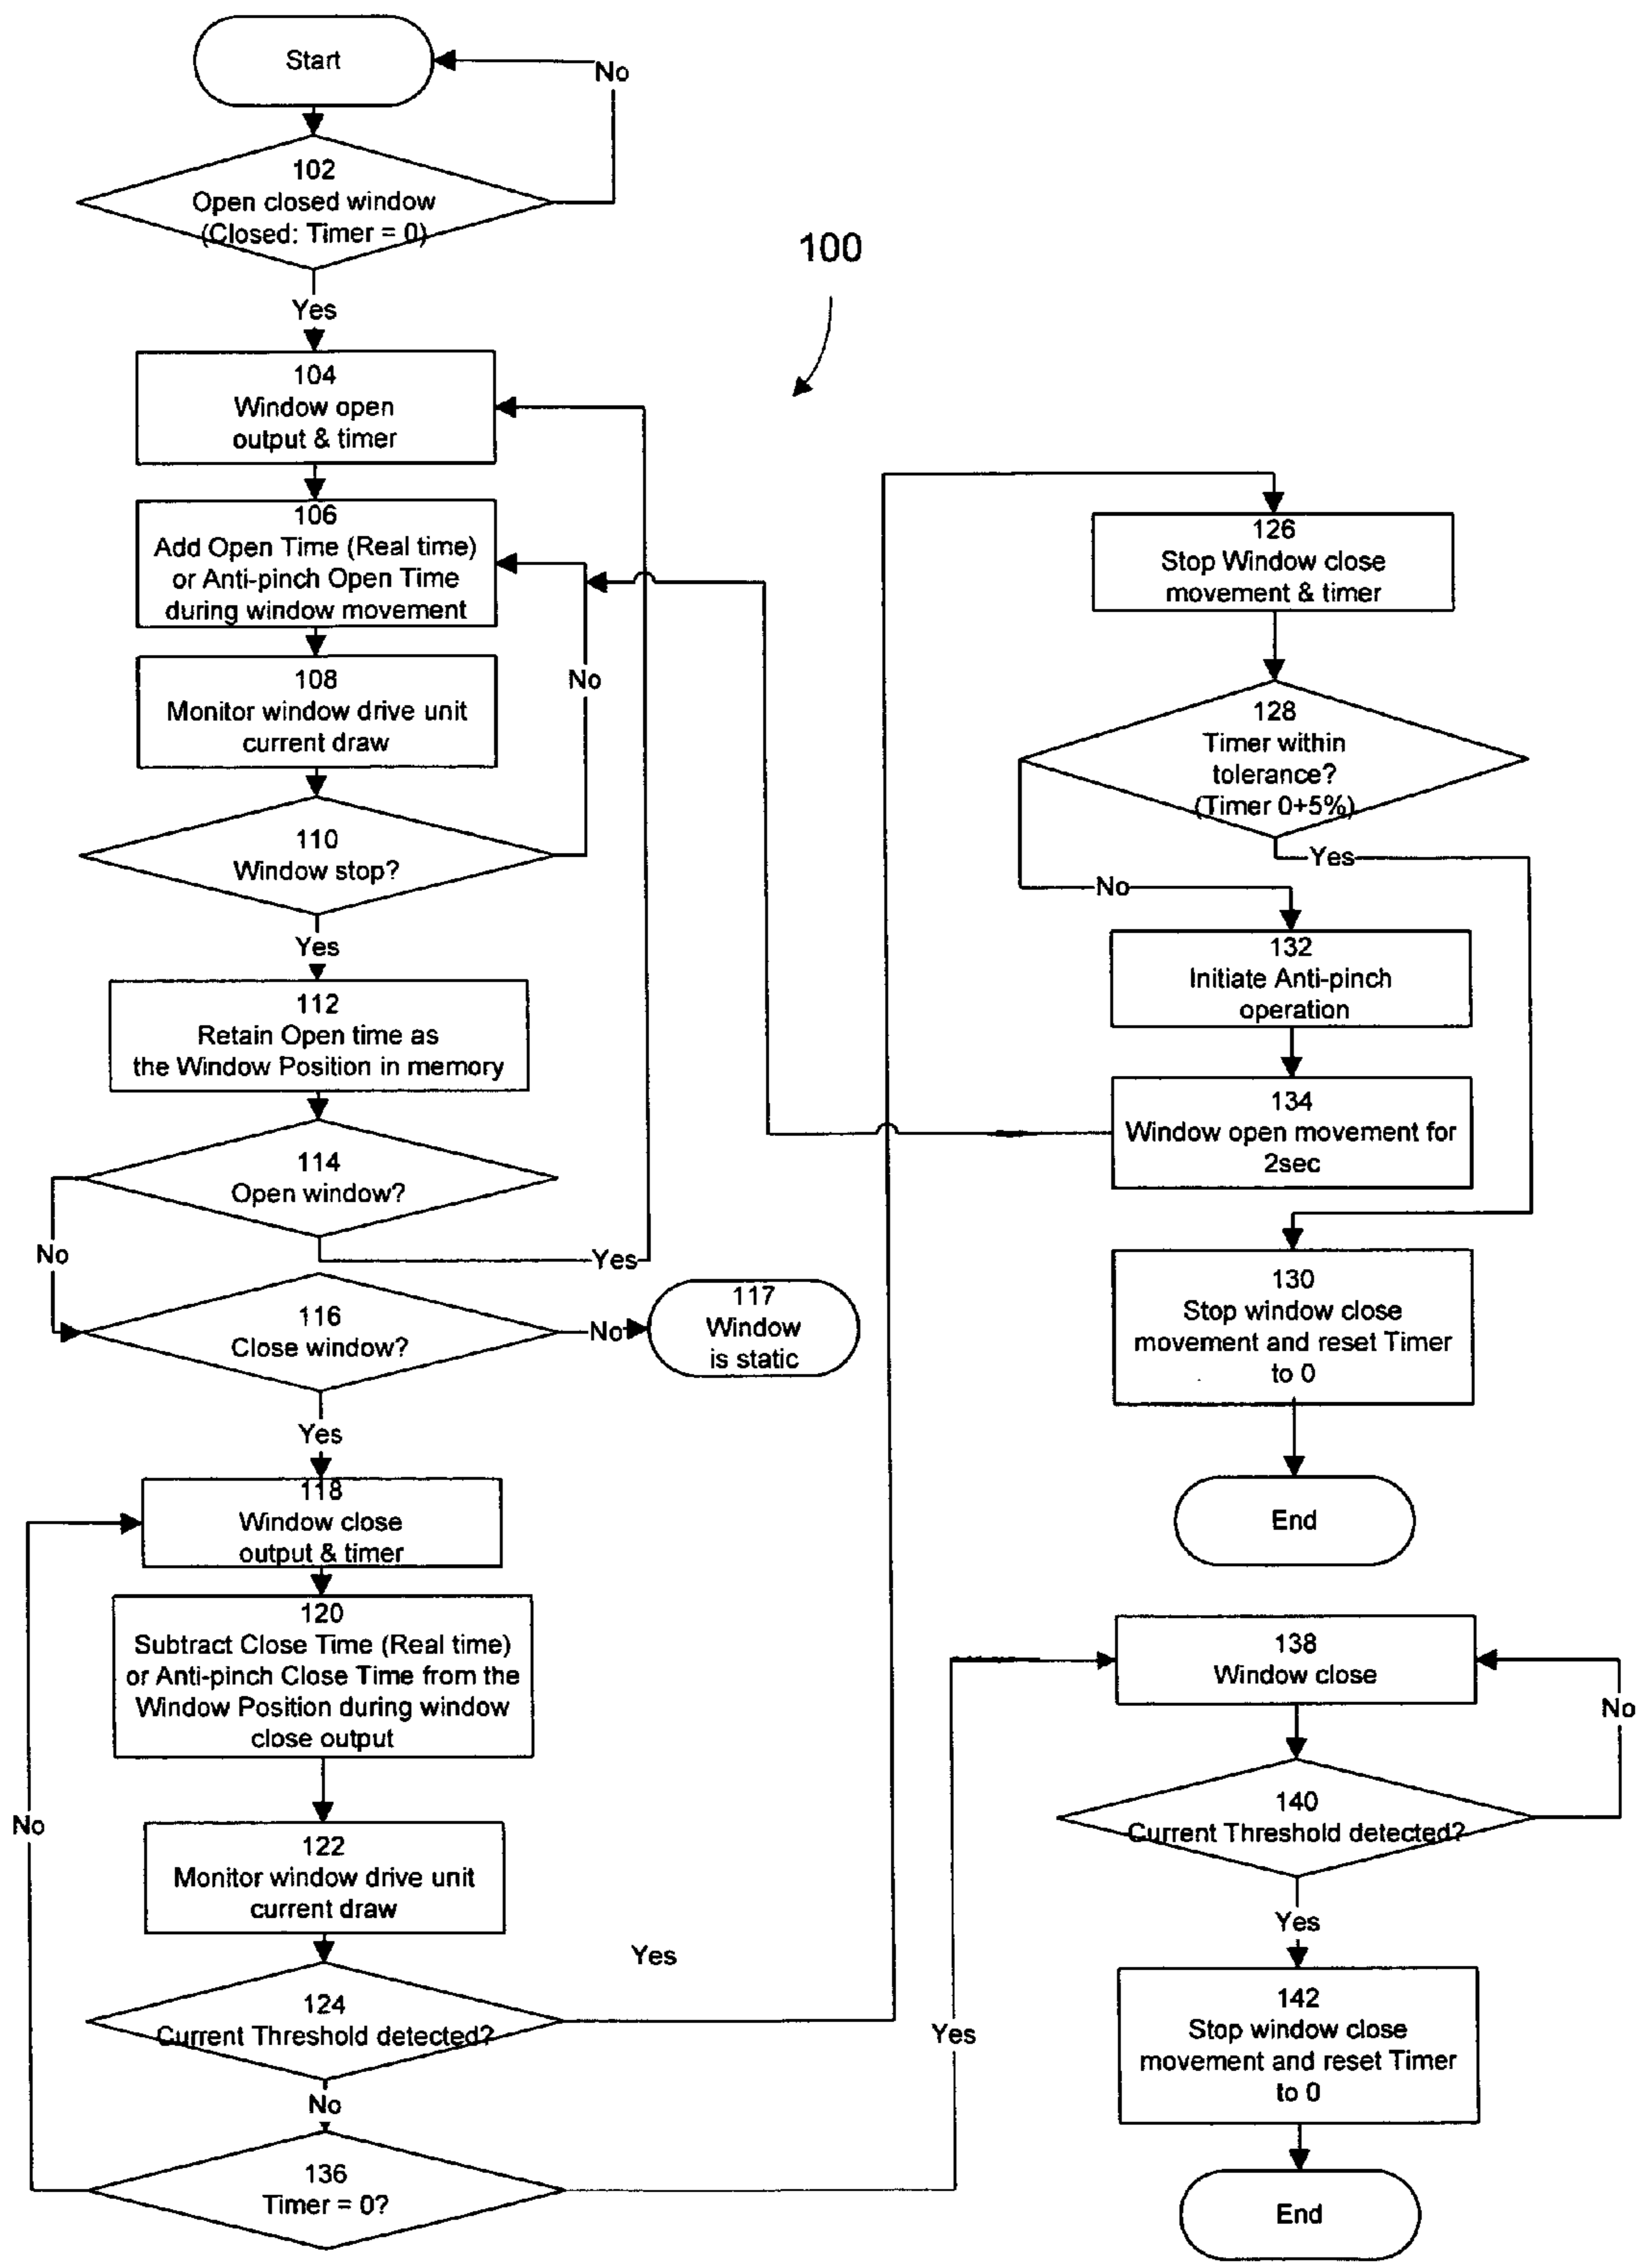 Start
No
102
Open closed window
(Closed: Timer = 0)
100
Yes
104
Window open
output & timer
106
Add Open Time (Real time)
or Anti-pinch Open Time
during window movement
No
108
Monitor window drive unit
current draw
110
Window stop?
Yes
112
Retain Open time as
the Window Position in memory
114
Open window?
No
Yes
116
Close window?
No
117
Window
is static
Yes
118
Window close
output & timer
120
Subtract Close Time (Real time)
or Anti-pinch Close Time from the
Window Position during window
close output
No
122
Monitor window drive unit
current draw
Yes
124
Current Threshold detected?
No
136
Timer = 0?
Yes
126
Stop Window close
movement & timer
128
Timer within
tolerance?
(Timer 0+5%)
Yes
No
132
Initiate Anti-pinch
operation
134
Window open movement for
2sec
130
Stop window close
movement and reset Timer
to 0
End
138
Window close
No
140
Current Threshold detected?
Yes
142
Stop window close
movement and reset Timer
to 0
End